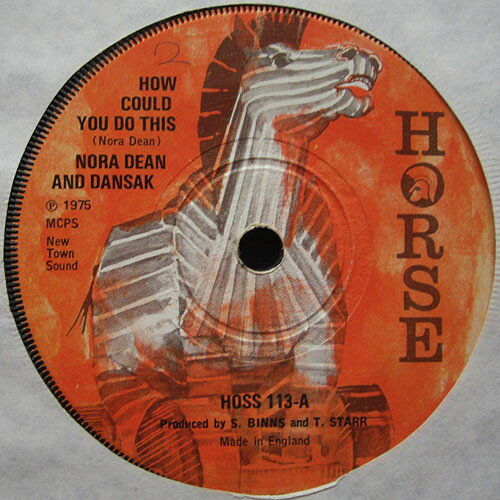 2
HOW
COULD
YOU DO THIS
(Nora Dean)
NORA DEAN
AND DANSAK
℗ 1975
MCPS
New
Town
Sound
HORSE
HOSS 113-A
Produced by S. BINNS and T. STARR
Made in England